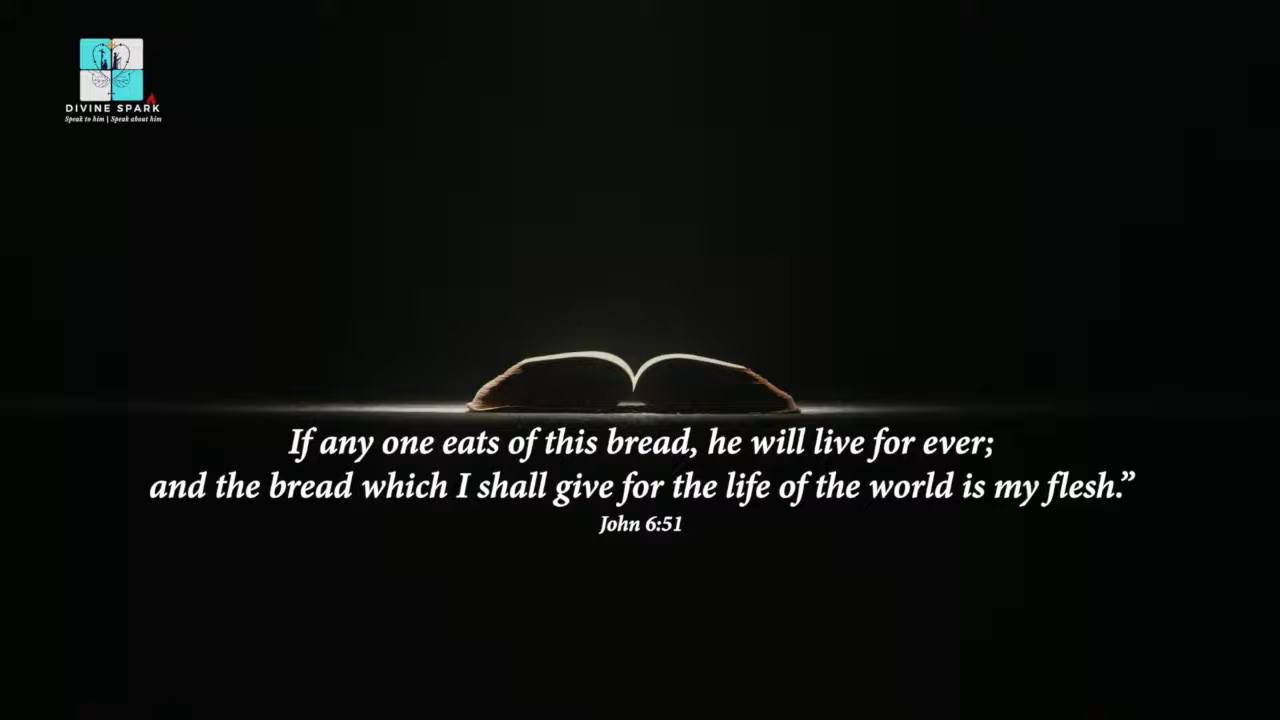 DIVINE SPARK
Speak to him | Speak about him
If any one eats of this bread, he will live for ever;
and the bread which I shall give for the life of the world is my flesh.”
John 6:51